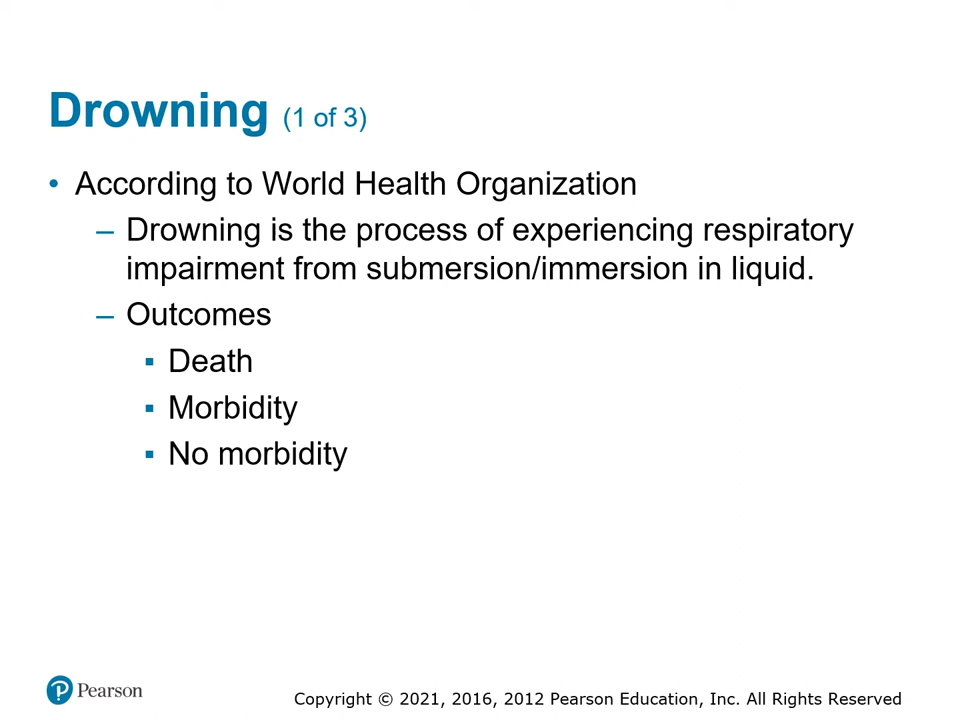 Drowning (1 of 3)
• According to World Health Organization
– Drowning is the process of experiencing respiratory
impairment from submersion/immersion in liquid.
– Outcomes
▪ Death
▪ Morbidity
▪ No morbidity
Pearson
Copyright © 2021, 2016, 2012 Pearson Education, Inc. All Rights Reserved